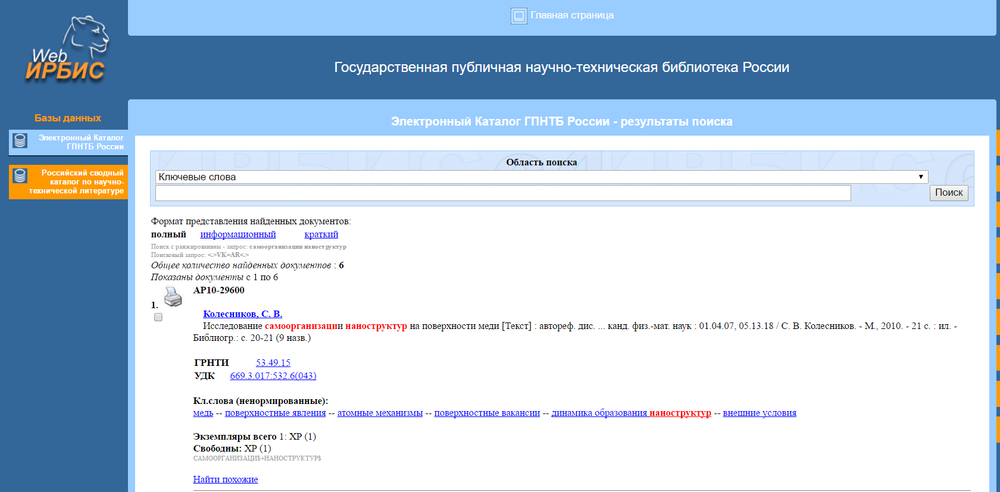 Web
ИРБИС
Главная страница
Государственная публичная научно-техническая библиотека России
Базы данных
Электронный Каталог
ГПНТБ России
Российский сводный
каталог по научно-
технической литературе
Электронный Каталог ГПНТБ России - результаты поиска
Область поиска
Ключевые слова
Поиск
Формат представления найденных документов:
полный информационный краткий
Поиск с ранжированием - запрос: самоорганизации наноструктур
Поисковый запрос: <.>VK=AR<.>
Общее количество найденных документов : 6
Показаны документы с 1 по 6
1.
АР10-29600
Колесников, С. В.
Исследование самоорганизации наноструктур на поверхности меди [Текст] : автореф. дис. ... канд. физ.-мат. наук : 01.04.07, 05.13.18 / С. В. Колесников. - М., 2010. - 21 с. : ил. -
Библиогр.: с. 20-21 (9 назв.)
ГРНТИ 53.49.15
УДК 669.3.017:532.6(043)
Кл.слова (ненормированные):
медь -- поверхностные явления -- атомные механизмы -- поверхностные вакансии -- динамика образования наноструктур -- внешние условия
Экземпляры всего 1: ХР (1)
Свободны: ХР (1)
САМООРГАНИЗАЦИ$+НАНОСТРУКТУР$
Найти похожие